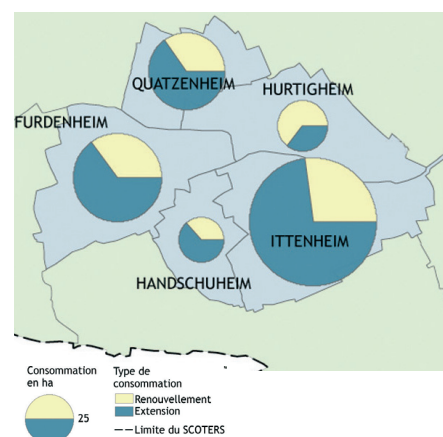 QUATZENHEIM
HURTIGHEIM
FURDENHEIM
ITTENHEIM
HANDSCHUHEIM
Consommation
en ha
25
Type de
consommation
Renouvellement
Extension
Limite du SCOTERS